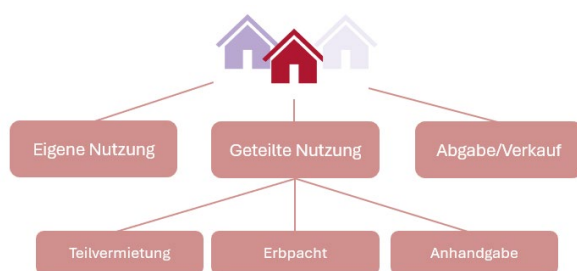 Eigene Nutzung
Geteilte Nutzung
Abgabe/Verkauf
Teilvermietung
Erbpacht
Anhandgabe